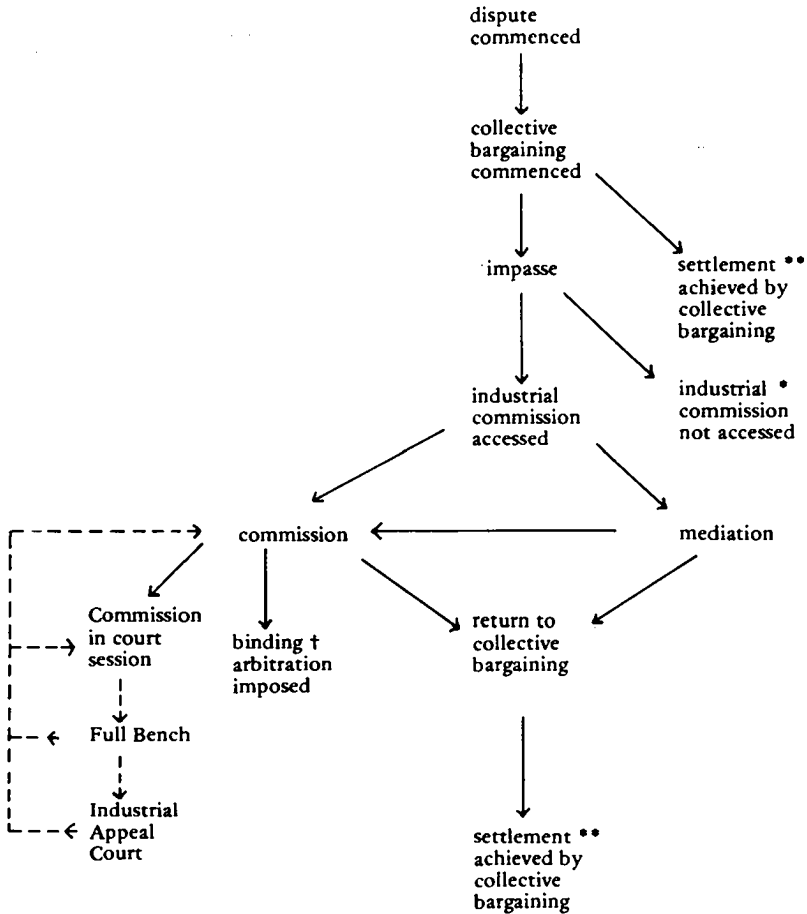 dispute
commenced
collective
bargaining
commenced
impasse
settlement **
achieved by
collective
bargaining
industrial
commission
accessed
industrial *
commission
not accessed
commission
mediation
Commission
in court
session
binding †
arbitration
imposed
return to
collective
bargaining
Full Bench
Industrial
Appeal
Court
settlement **
achieved by
collective
bargaining